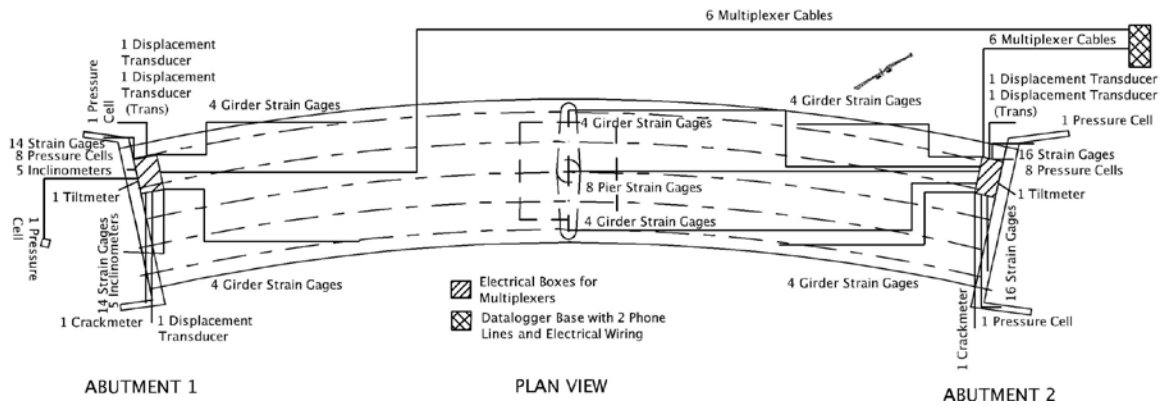 6 Multiplexer Cables
6 Multiplexer Cables
1 Displacement
Transducer
1 Displacement
Transducer
(Trans)
1 Pressure
Cell
4 Girder Strain Gages
4 Girder Strain Gages
1 Displacement Transducer
1 Displacement Transducer
(Trans)
1 Pressure Cell
14 Strain Gages
8 Pressure Cells
5 Inclinometers
1 Tiltmeter
1 Pressure
Cell
14 Strain Gages
5 Inclinometers
4 Girder Strain Gages
8 Pier Strain Gages
4 Girder Strain Gages
16 Strain Gages
8 Pressure Cells
1 Tiltmeter
16 Strain Gages
4 Girder Strain Gages
4 Girder Strain Gages
1 Crackmeter
1 Displacement
Transducer
Electrical Boxes for
Multiplexers
Datalogger Base with 2 Phone
Lines and Electrical Wiring
1 Crackmeter
1 Pressure Cell
ABUTMENT 1
PLAN VIEW
ABUTMENT 2